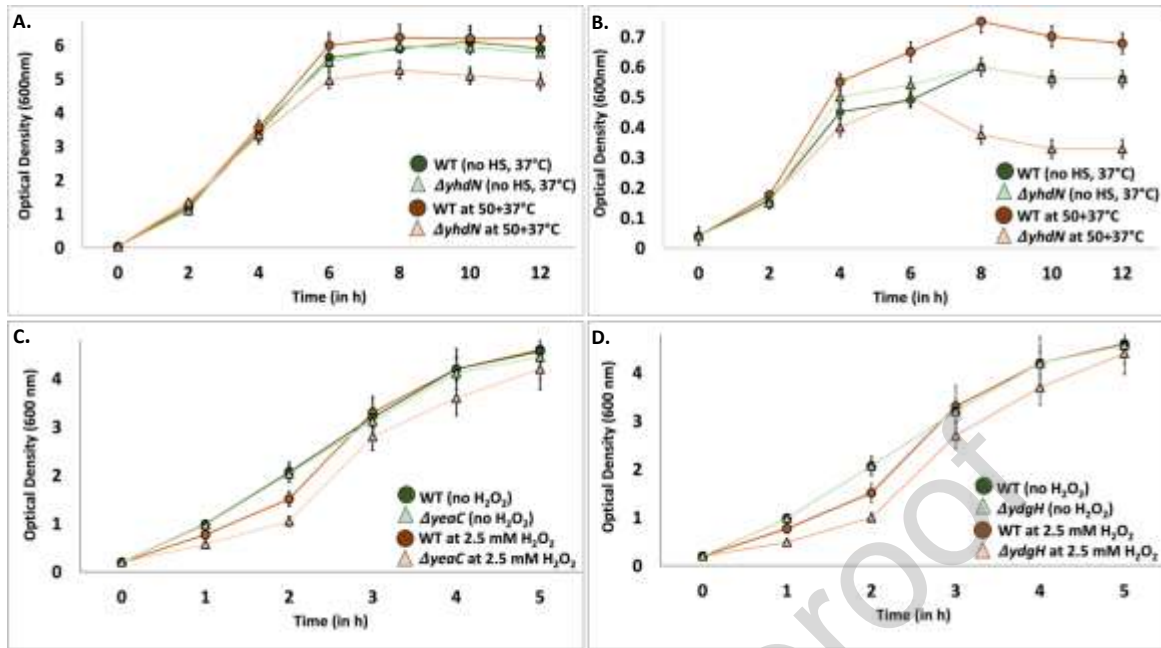 A.
Optical Density (600nm)
6
5
4
3
2
1
0
0 2 4 6 8 10 12
Time (in h)
WT (no HS, 37°C)
ΔyhdN (no HS, 37°C)
WT at 50+37°C
ΔyhdN at 50+37°C
B.
Optical Density (600nm)
0.7
0.6
0.5
0.4
0.3
0.2
0.1
0
0 2 4 6 8 10 12
Time (in h)
WT (no HS, 37°C)
ΔyhdN (no HS, 37°C)
WT at 50+37°C
ΔyhdN at 50+37°C
C.
Optical Density (600 nm)
4
3
2
1
0
0 1 2 3 4 5
Time (in h)
WT (no H₂O₂)
ΔyeaC (no H₂O₂)
WT at 2.5 mM H₂O₂
ΔyeaC at 2.5 mM H₂O₂
D.
Optical Density (600 nm)
4
3
2
1
0
0 1 2 3 4 5
Time (in h)
WT (no H₂O₂)
ΔydgH (no H₂O₂)
WT at 2.5 mM H₂O₂
ΔydgH at 2.5 mM H₂O₂
proof